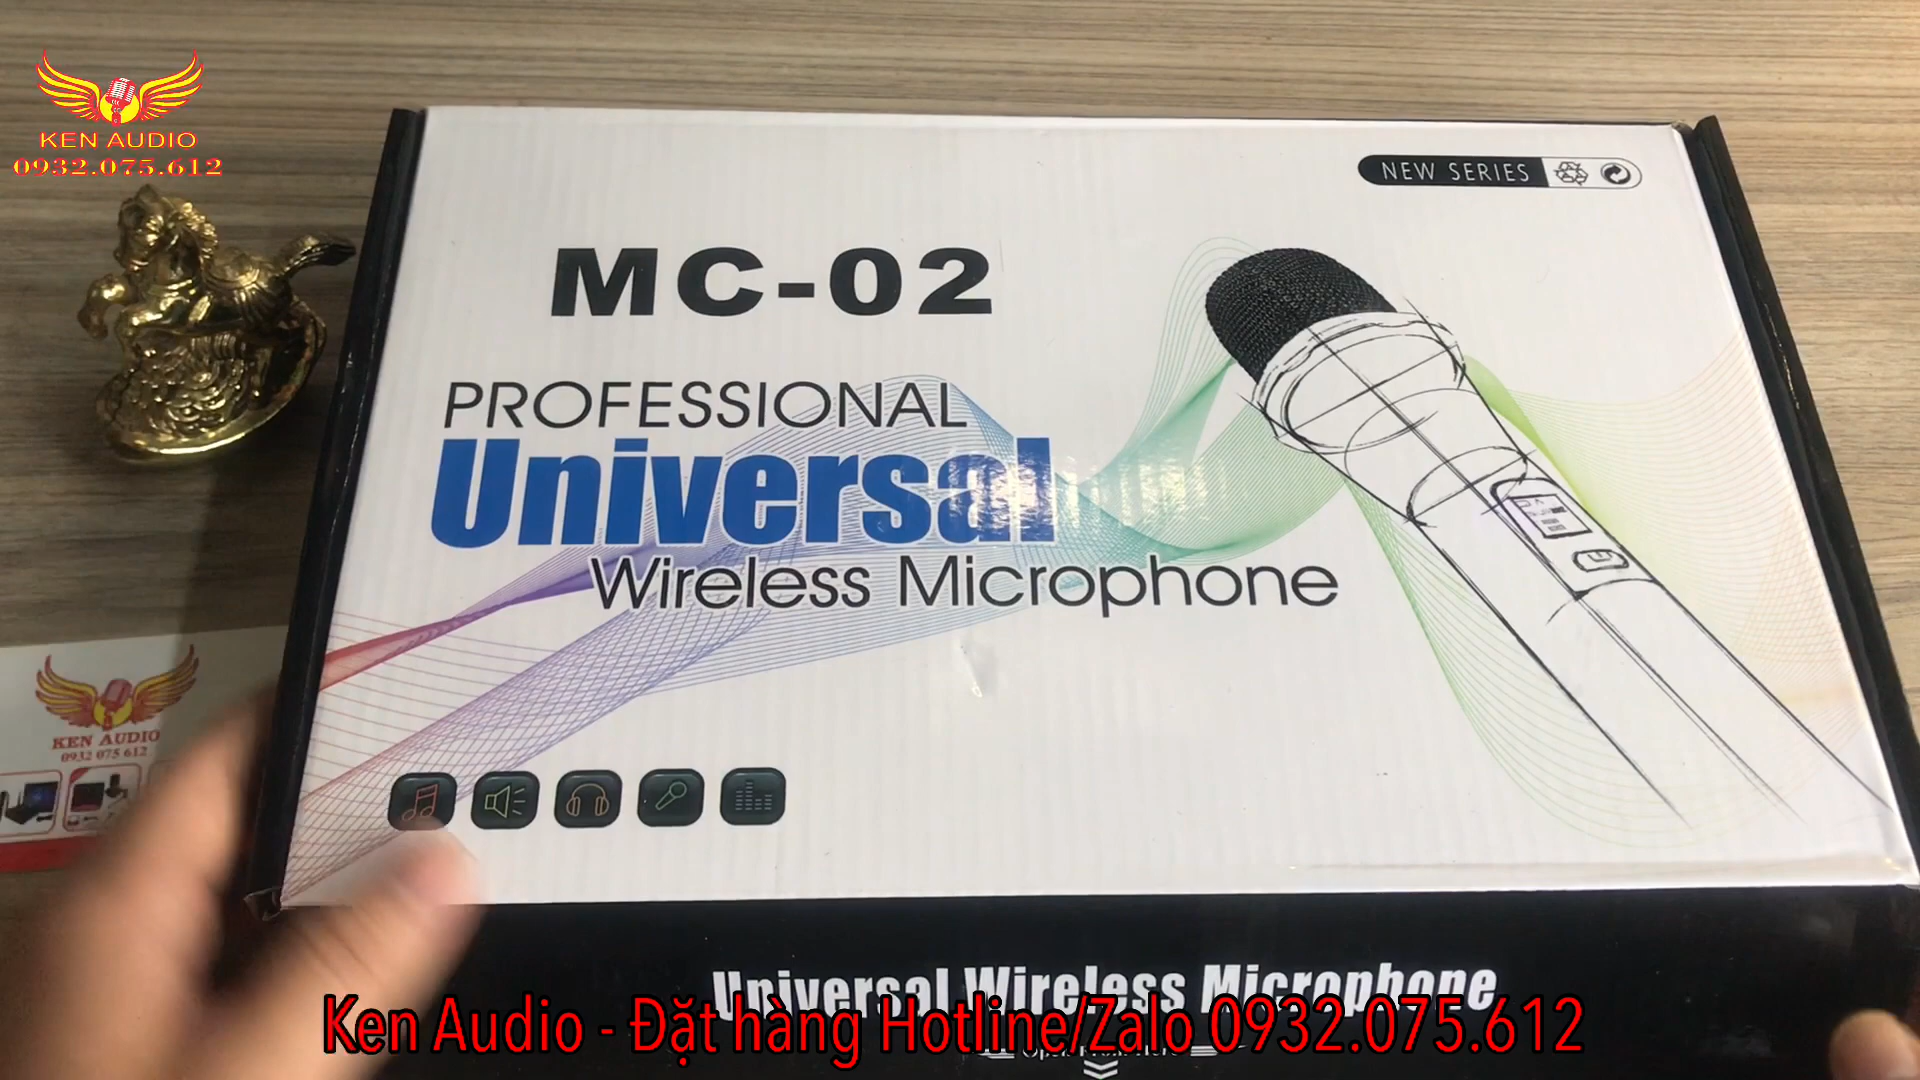 KEN AUDIO
0932.075.612
NEW SERIES
MC-02
PROFESSIONAL
Universal
Wireless Microphone
KEN AUDIO
0932 075 612
Universal Wireless Microphone
Ken Audio - Đặt hàng Hotline/Zalo 0932.075.612